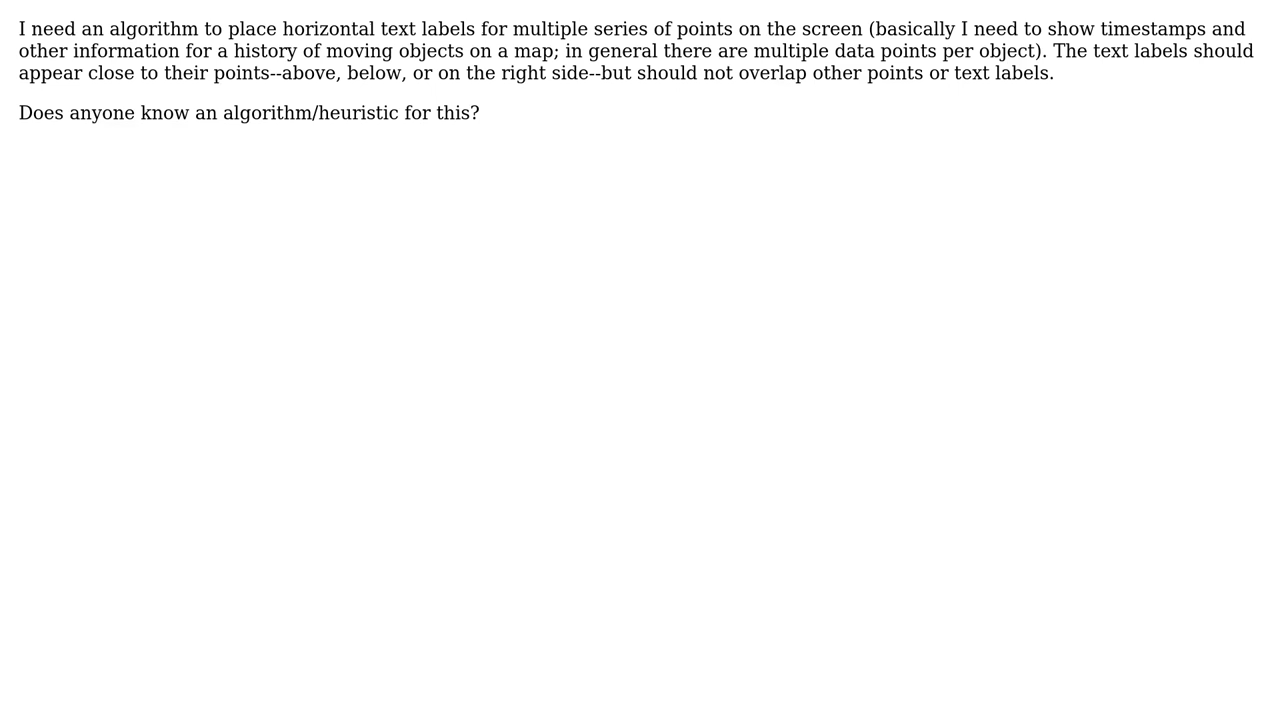 I need an algorithm to place horizontal text labels for multiple series of points on the screen (basically I need to show timestamps and
other information for a history of moving objects on a map; in general there are multiple data points per object). The text labels should
appear close to their points--above, below, or on the right side--but should not overlap other points or text labels.
Does anyone know an algorithm/heuristic for this?